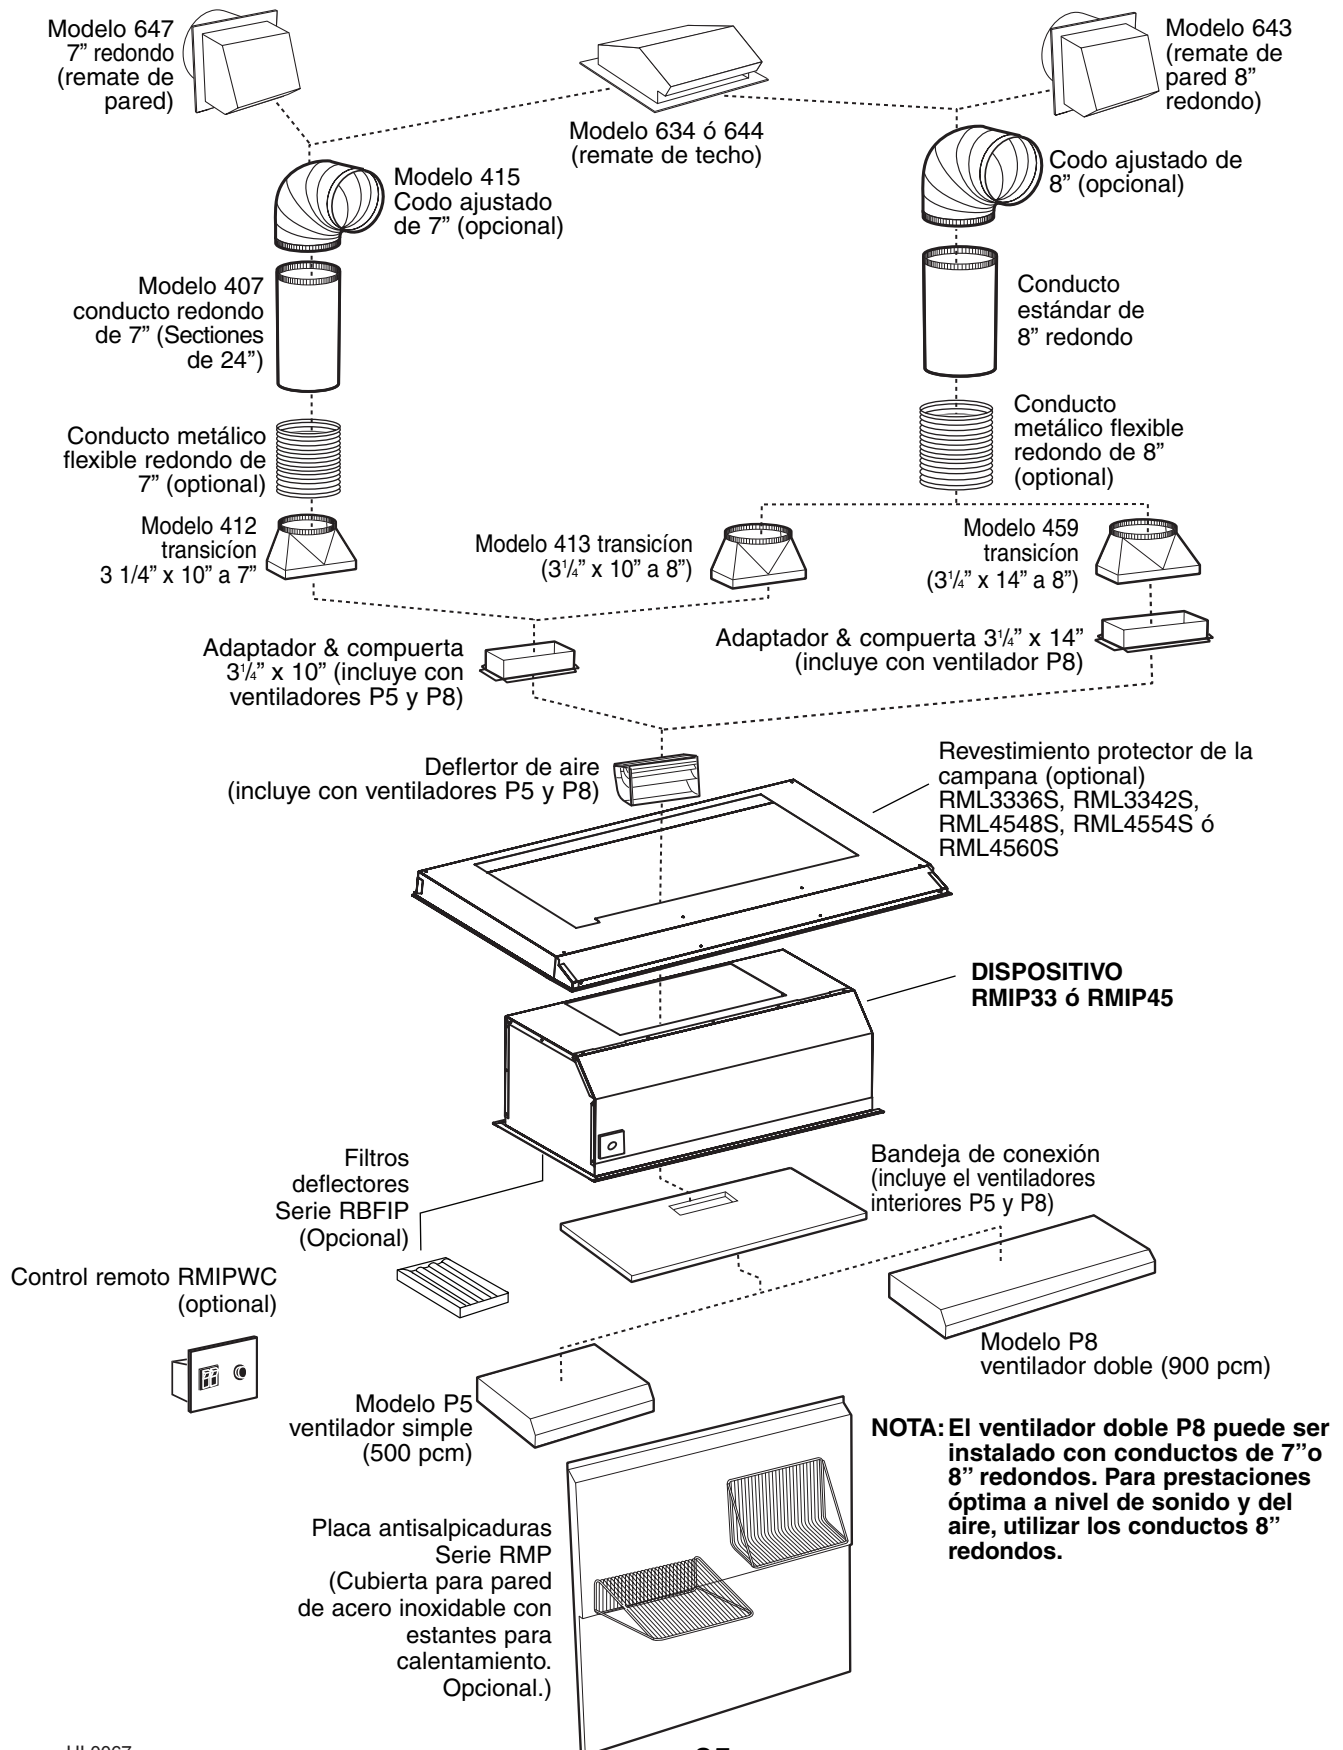 Modelo 647
7” redondo
(remate de
pared)
Modelo 634 ó 644
(remate de techo)
Modelo 643
(remate de
pared 8”
redondo)
Modelo 415
Codo ajustado
de 7” (opcional)
Codo ajustado de
8” (opcional)
Modelo 407
conducto redondo
de 7” (Sectiones
de 24”)
Conducto
estándar de
8” redondo
Conducto metálico
flexible redondo de
7” (optional)
Conducto
metálico flexible
redondo de 8”
(optional)
Modelo 412
transicíon
3 1/4” x 10” a 7”
Modelo 413 transicíon
(3¼” x 10” a 8”)
Modelo 459
transicíon
(3¼” x 14” a 8”)
Adaptador & compuerta
3¼” x 10” (incluye con
ventiladores P5 y P8)
Adaptador & compuerta 3¼” x 14”
(incluye con ventilador P8)
Deflertor de aire
(incluye con ventiladores P5 y P8)
Revestimiento protector de la
campana (optional)
RML3336S, RML3342S,
RML4548S, RML4554S ó
RML4560S
DISPOSITIVO
RMIP33 ó RMIP45
Filtros
deflectores
Serie RBFIP
(Opcional)
Bandeja de conexión
(incluye el ventiladores
interiores P5 y P8)
Control remoto RMIPWC
(optional)
Modelo P8
ventilador doble (900 pcm)
Modelo P5
ventilador simple
(500 pcm)
NOTA: El ventilador doble P8 puede ser
instalado con conductos de 7”o
8” redondos. Para prestaciones
óptima a nivel de sonido y del
aire, utilizar los conductos 8”
redondos.
Placa antisalpicaduras
Serie RMP
(Cubierta para pared
de acero inoxidable con
estantes para
calentamiento.
Opcional.)